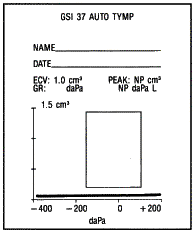 GSI 37 AUTO TYMP
NAME
DATE
ECV: 1.0 cm³ PEAK: NP cm³
GR: daPa NP daPa L
1.5 cm³
-400 -200 0 +200
daPa